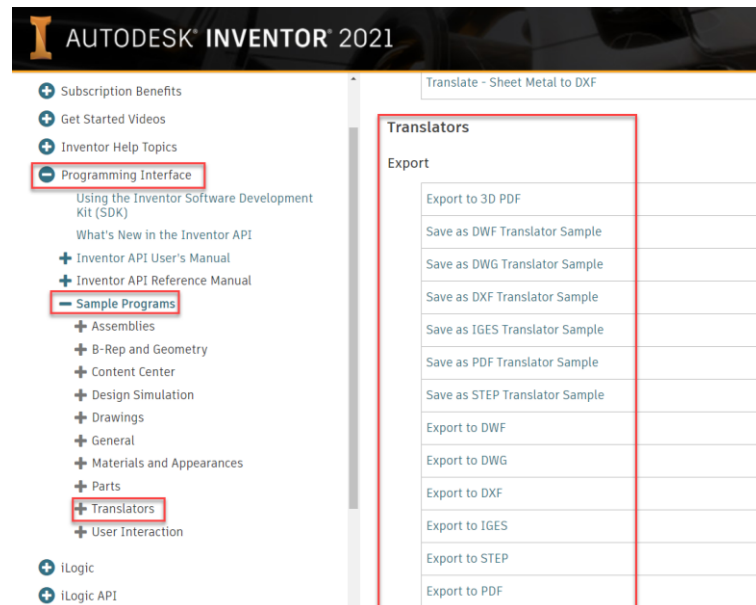 AUTODESK® INVENTOR® 2021
Subscription Benefits
Get Started Videos
Inventor Help Topics
Programming Interface
Using the Inventor Software Development
Kit (SDK)
What's New in the Inventor API
Inventor API User's Manual
Inventor API Reference Manual
Sample Programs
Assemblies
B-Rep and Geometry
Content Center
Design Simulation
Drawings
General
Materials and Appearances
Parts
Translators
User Interaction
iLogic
iLogic API
Translate - Sheet Metal to DXF
Translators
Export
Export to 3D PDF
Save as DWF Translator Sample
Save as DWG Translator Sample
Save as DXF Translator Sample
Save as IGES Translator Sample
Save as PDF Translator Sample
Save as STEP Translator Sample
Export to DWF
Export to DWG
Export to DXF
Export to IGES
Export to STEP
Export to PDF